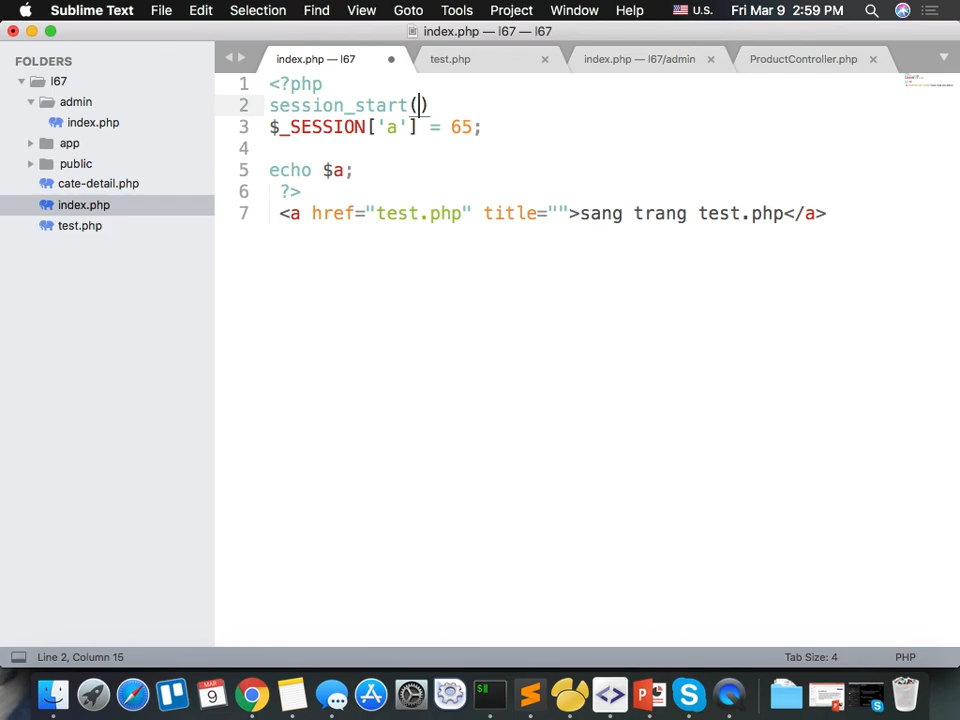 Sublime Text File Edit Selection Find View Goto Tools Project Window Help U.S. Fri Mar 9 2:59 PM
index.php — l67 — l67
FOLDERS
l67
admin
index.php
app
public
cate-detail.php
index.php
test.php
index.php — l67 test.php index.php — l67/admin ProductController.php
1 <?php
2 session_start()
3 $_SESSION['a'] = 65;
4
5 echo $a;
6 ?>
7 <a href="test.php" title="">sang trang test.php</a>
Line 2, Column 15 Tab Size: 4 PHP
MAR
9